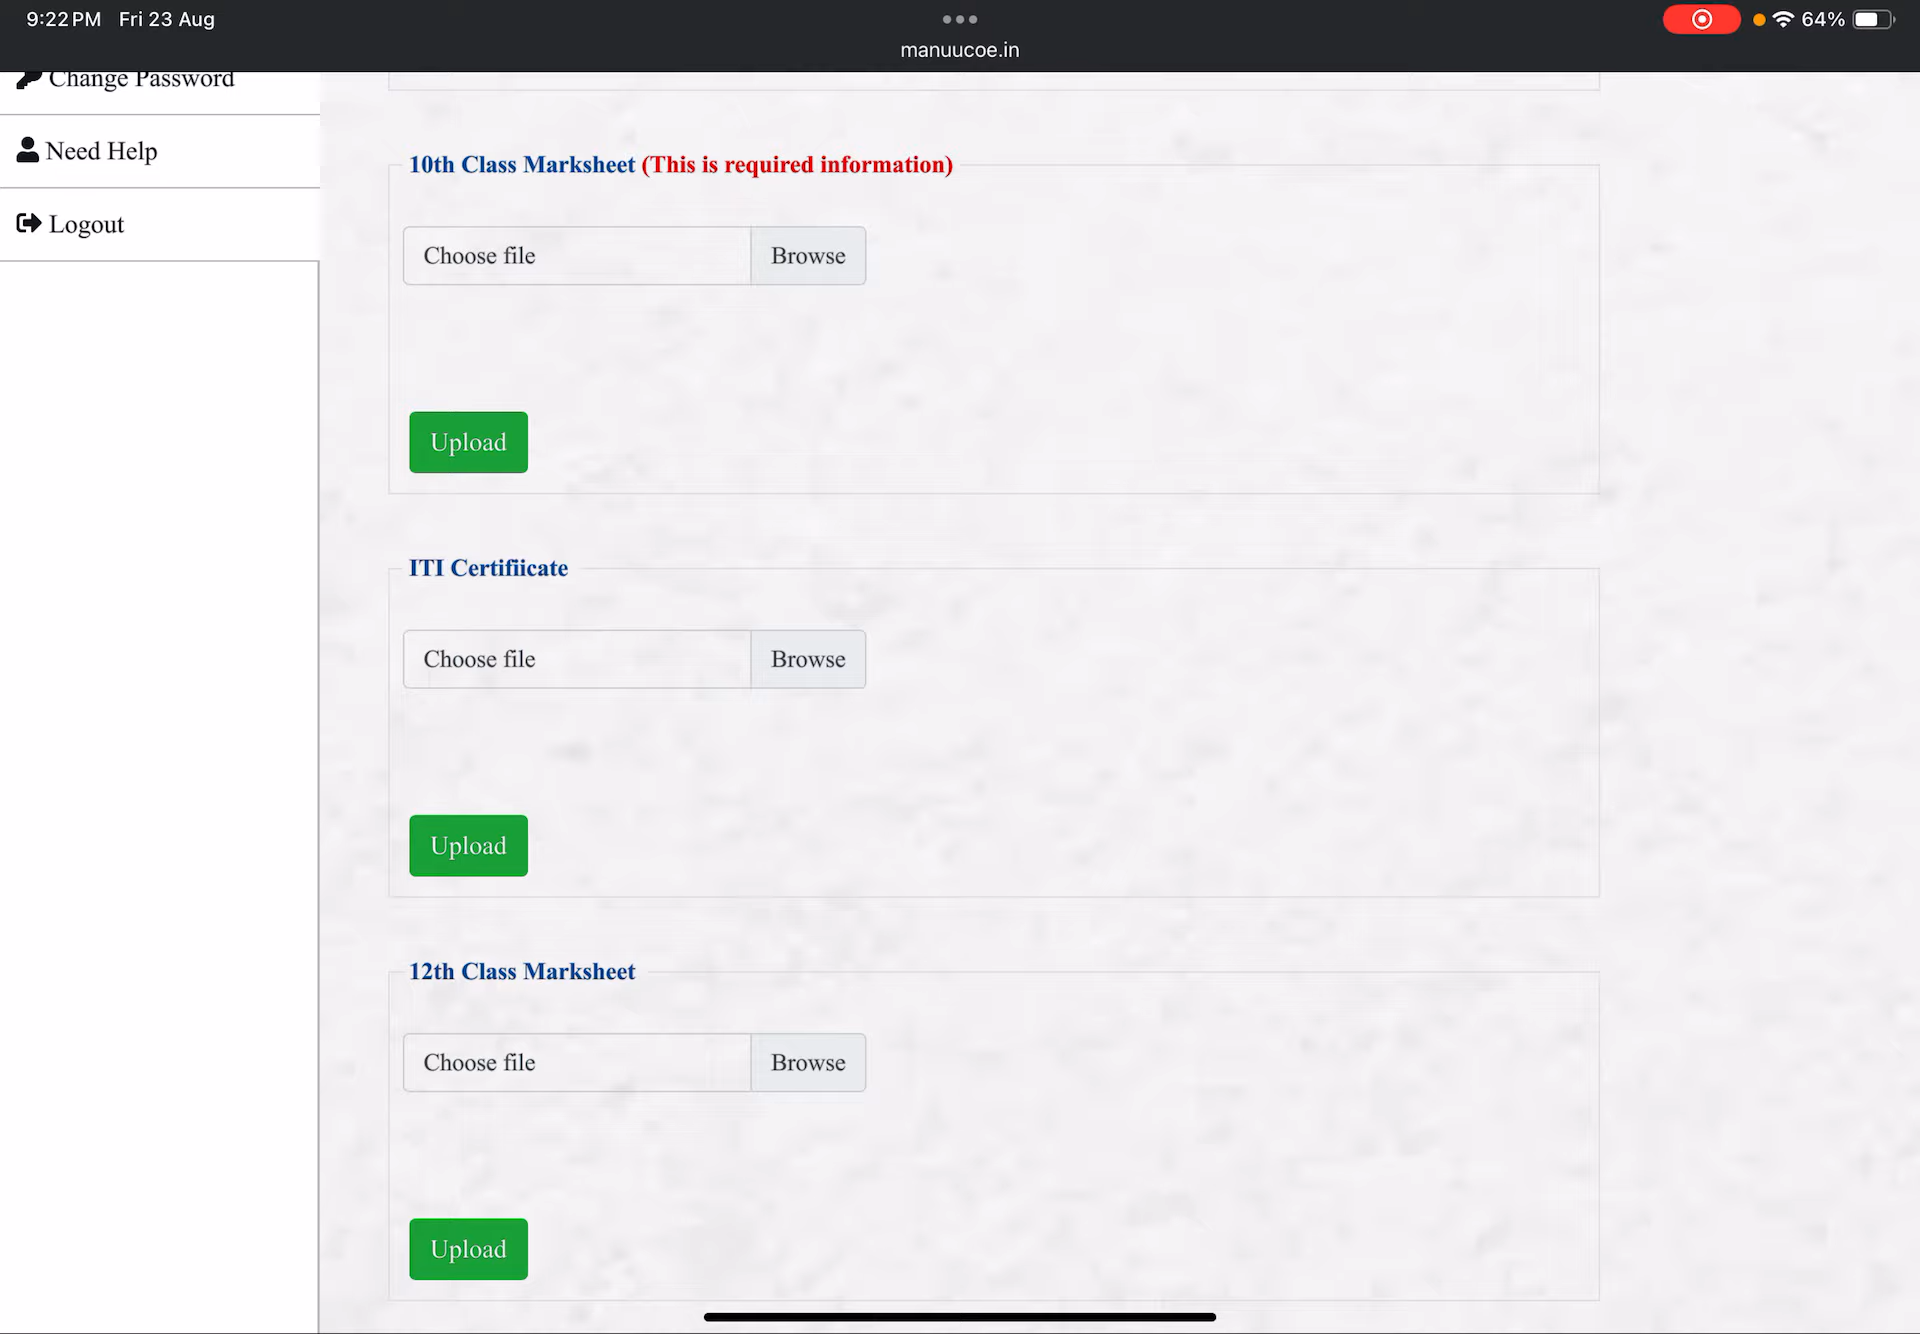 9:22 PM Fri 23 Aug
64%
manuucoe.in
Change Password
Need Help
Logout
10th Class Marksheet (This is required information)
Choose file Browse
Upload
ITI Certifiicate
Choose file Browse
Upload
12th Class Marksheet
Choose file Browse
Upload